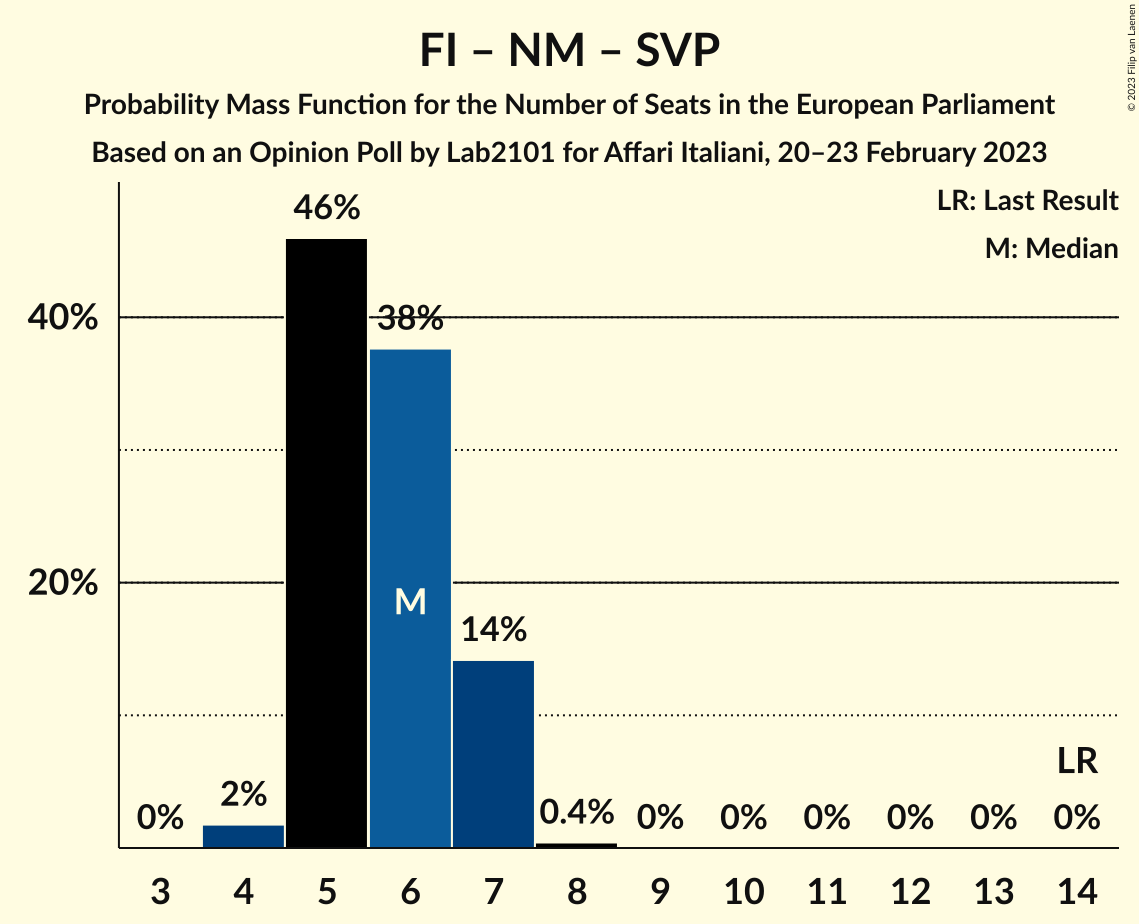 FI – NM – SVP
Probability Mass Function for the Number of Seats in the European Parliament
Based on an Opinion Poll by Lab2101 for Affari Italiani, 20–23 February 2023
© 2023 Filip van Laenen
LR: Last Result
M: Median
46%
40%
38%
20%
M
14%
LR
0%
2%
0.4%
0%
0%
0%
0%
0%
0%
3 4 5 6 7 8 9 10 11 12 13 14